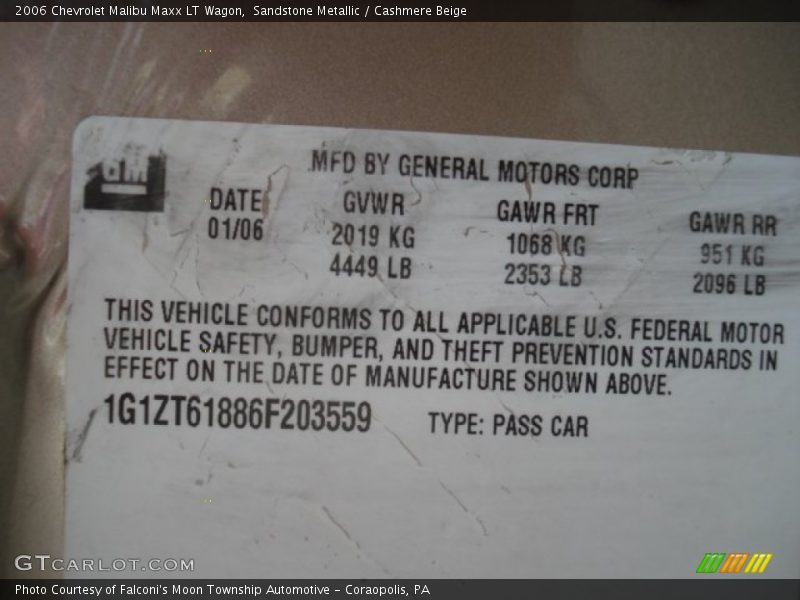 2006 Chevrolet Malibu Maxx LT Wagon,  Sandstone Metallic / Cashmere Beige
gm
MFD BY GENERAL MOTORS CORP
DATE GVWR GAWR FRT GAWR RR
01/06 2019 KG 1068 KG 951 KG
4449 LB 2353 LB 2096 LB
THIS VEHICLE CONFORMS TO ALL APPLICABLE U.S. FEDERAL MOTOR
VEHICLE SAFETY, BUMPER, AND THEFT PREVENTION STANDARDS IN
EFFECT ON THE DATE OF MANUFACTURE SHOWN ABOVE.
1G1ZT61886F203559 TYPE: PASS CAR
GTCARLOT.COM
Photo Courtesy of Falconi's Moon Township Automotive - Coraopolis, PA